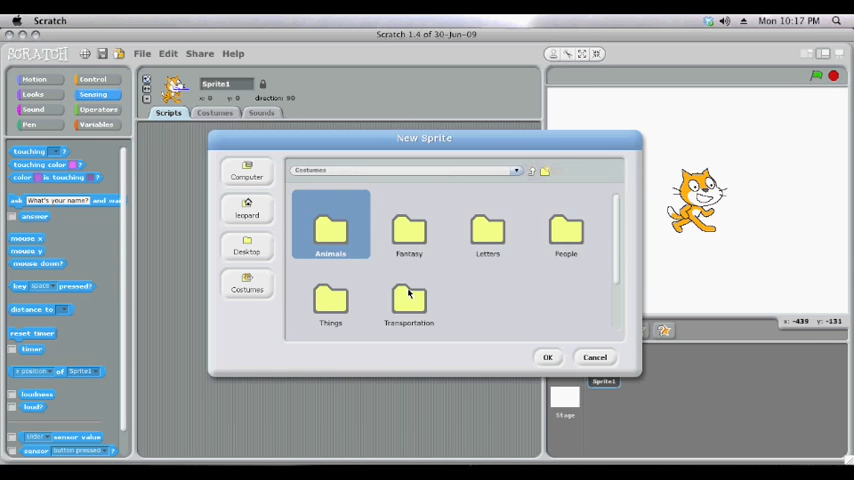 Scratch
Mon 10:17 PM
Scratch 1.4 of 30-Jun-09
SCRATCH
File Edit Share Help
Motion Control
Looks Sensing
Sound Operators
Pen Variables
Sprite1
x: 0 y: 0 direction: 90
Scripts Costumes Sounds
touching ?
touching color ?
color is touching ?
ask What's your name? and wai
answer
mouse x
mouse y
mouse down?
key space pressed?
distance to
reset timer
timer
x position of Sprite1
loudness
loud?
slider sensor value
sensor button pressed ?
New Sprite
Computer
leopard
Desktop
Costumes
Costumes
Animals Fantasy Letters People
Things Transportation
OK Cancel
x: -439 y: -131
Sprite1
Stage